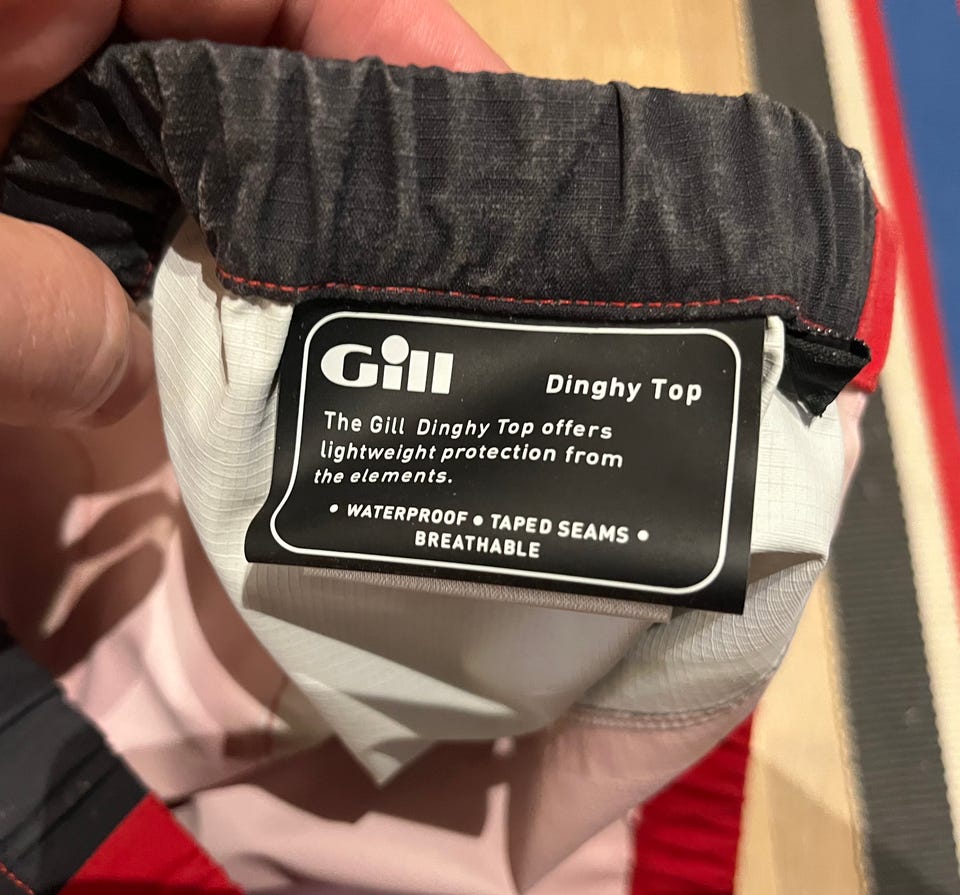 Gill
Dinghy Top
The Gill Dinghy Top offers
lightweight protection from
the elements.
• WATERPROOF • TAPED SEAMS •
BREATHABLE